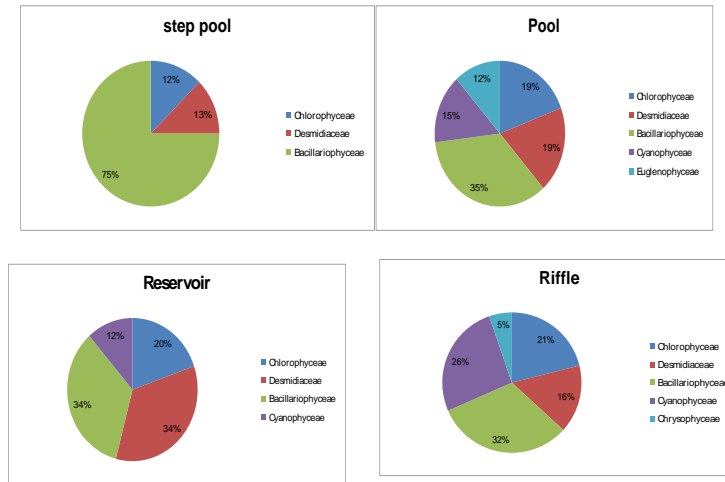 step pool
12%
13%
75%
Chlorophyceae
Desmidiaceae
Bacillariophyceae
Pool
12%
19%
15%
19%
35%
Chlorophyceae
Desmidiaceae
Bacillariophyceae
Cyanophyceae
Euglenophyceae
Reservoir
12%
20%
34%
34%
Chlorophyceae
Desmidiaceae
Bacillariophyceae
Cyanophyceae
Riffle
5%
21%
26%
16%
32%
Chlorophyceae
Desmidiaceae
Bacillariophyceae
Cyanophyceae
Chrysophyceae